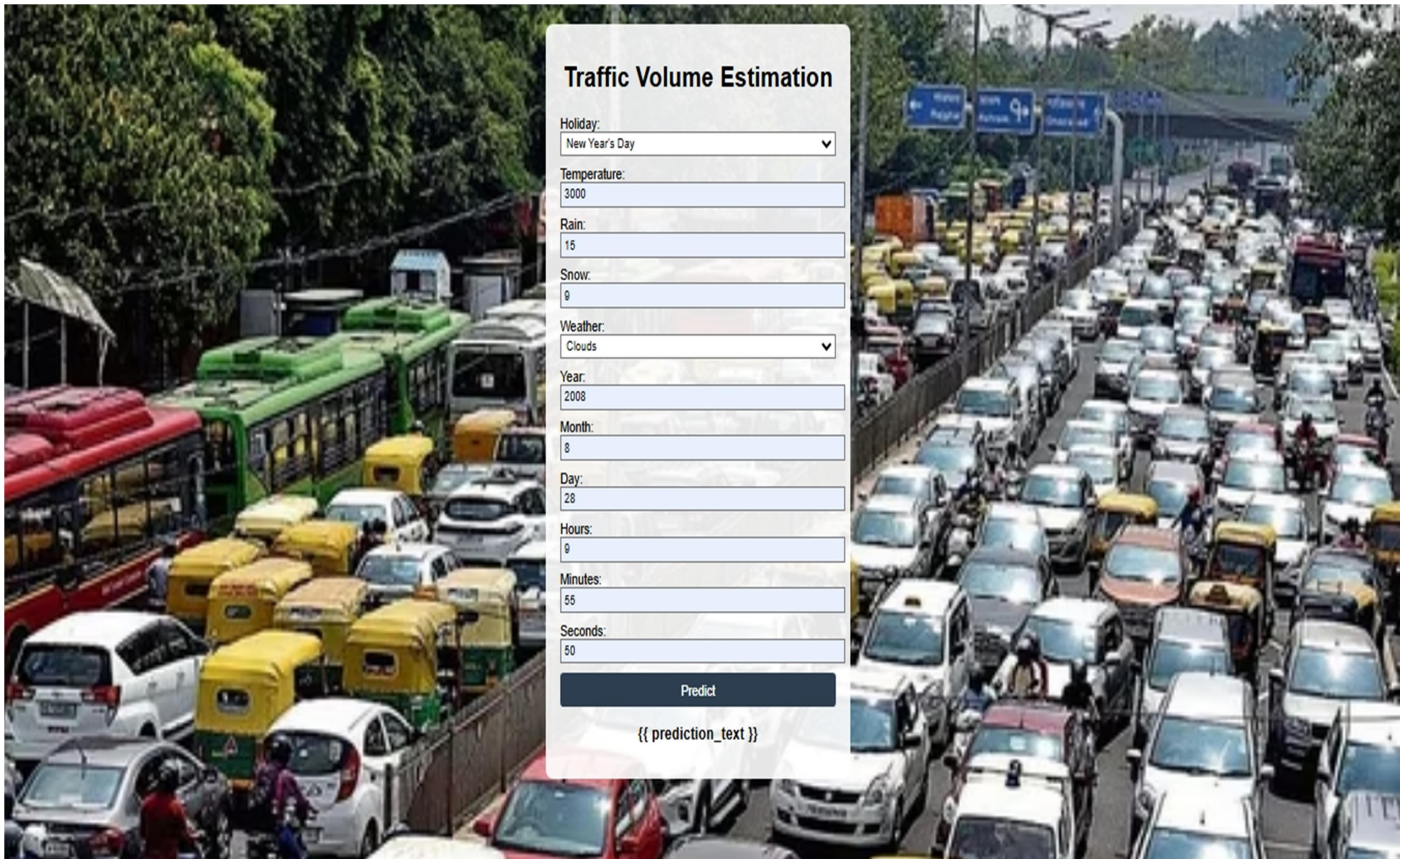 Traffic Volume Estimation
Holiday:
New Year's Day
Temperature:
3000
Rain:
15
Snow:
9
Weather:
Clouds
Year:
2008
Month:
8
Day:
28
Hours:
9
Minutes:
55
Seconds:
50
Predict
{{ prediction_text }}